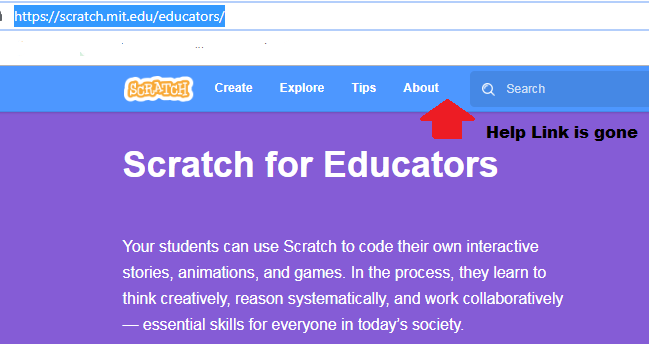 https://scratch.mit.edu/educators/
SCRATCH Create Explore Tips About Search
Help Link is gone
Scratch for Educators
Your students can use Scratch to code their own interactive
stories, animations, and games. In the process, they learn to
think creatively, reason systematically, and work collaboratively
— essential skills for everyone in today's society.